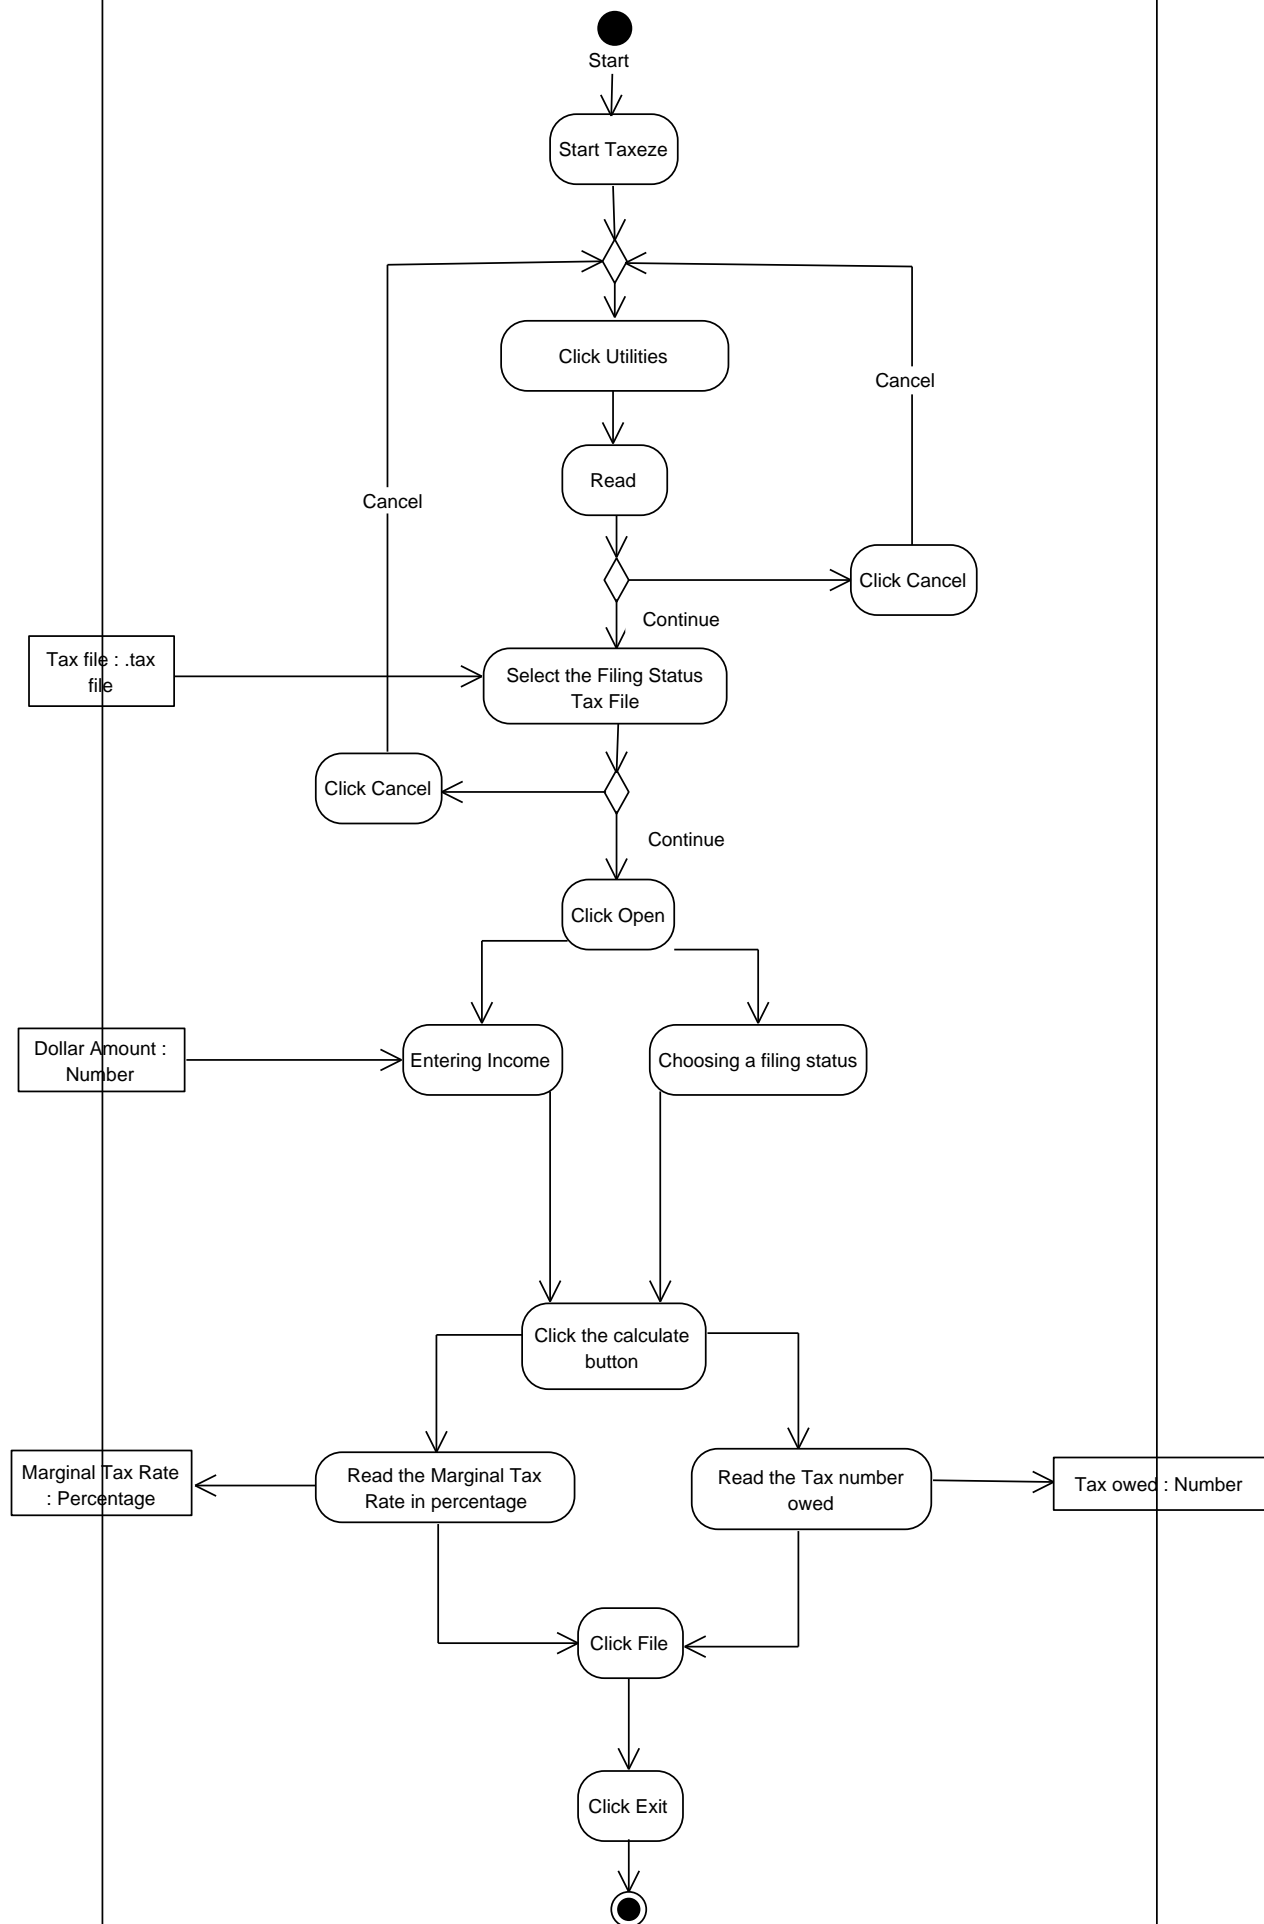 Start
Start Taxeze
Click Utilities
Cancel
Read
Cancel
Click Cancel
Continue
Tax file : .tax
file
Select the Filing Status
Tax File
Click Cancel
Continue
Click Open
Dollar Amount :
Number
Entering Income
Choosing a filing status
Click the calculate
button
Marginal Tax Rate
: Percentage
Read the Marginal Tax
Rate in percentage
Read the Tax number
owed
Tax owed : Number
Click File
Click Exit